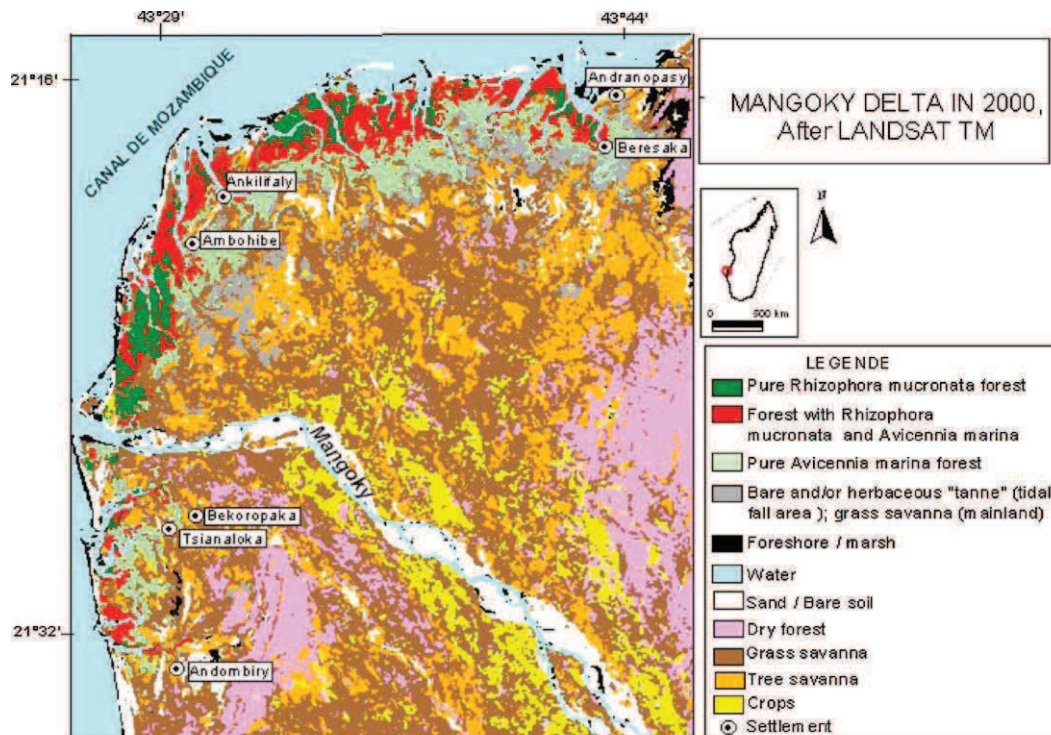 43°29'
43°44'
21°16'
21°32'
CANAL DE MOZAMBIQUE
Andranopasy
Beresaka
Ankilifaly
Ambohibe
Mangoky
Bekoropaka
Tsianaloka
Andombiry
MANGOKY DELTA IN 2000,
After LANDSAT TM
N
0 500 km
LEGENDE
Pure Rhizophora mucronata forest
Forest with Rhizophora
mucronata and Avicennia marina
Pure Avicennia marina forest
Bare and/or herbaceous "tanne" (tidal
fall area ); grass savanna (mainland)
Foreshore / marsh
Water
Sand / Bare soil
Dry forest
Grass savanna
Tree savanna
Crops
Settlement